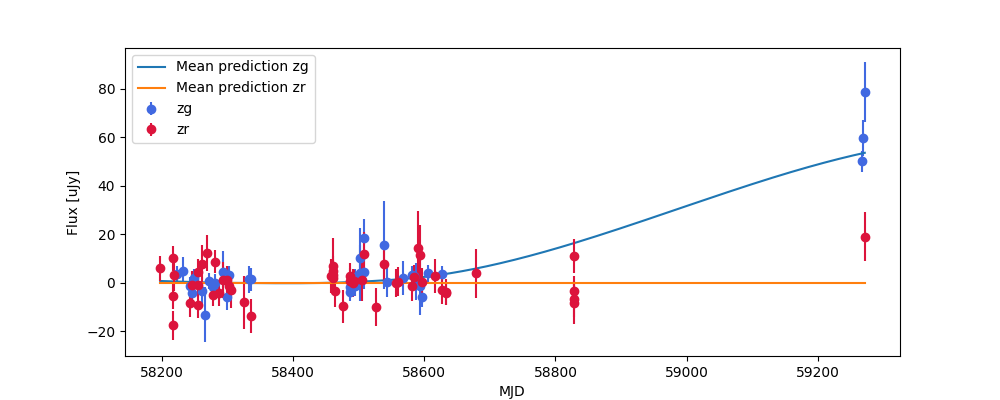 Mean prediction zg
Mean prediction zr
zg
zr
Flux [uJy]
80
60
40
20
0
−20
58200
58400
58600
58800
59000
59200
MJD